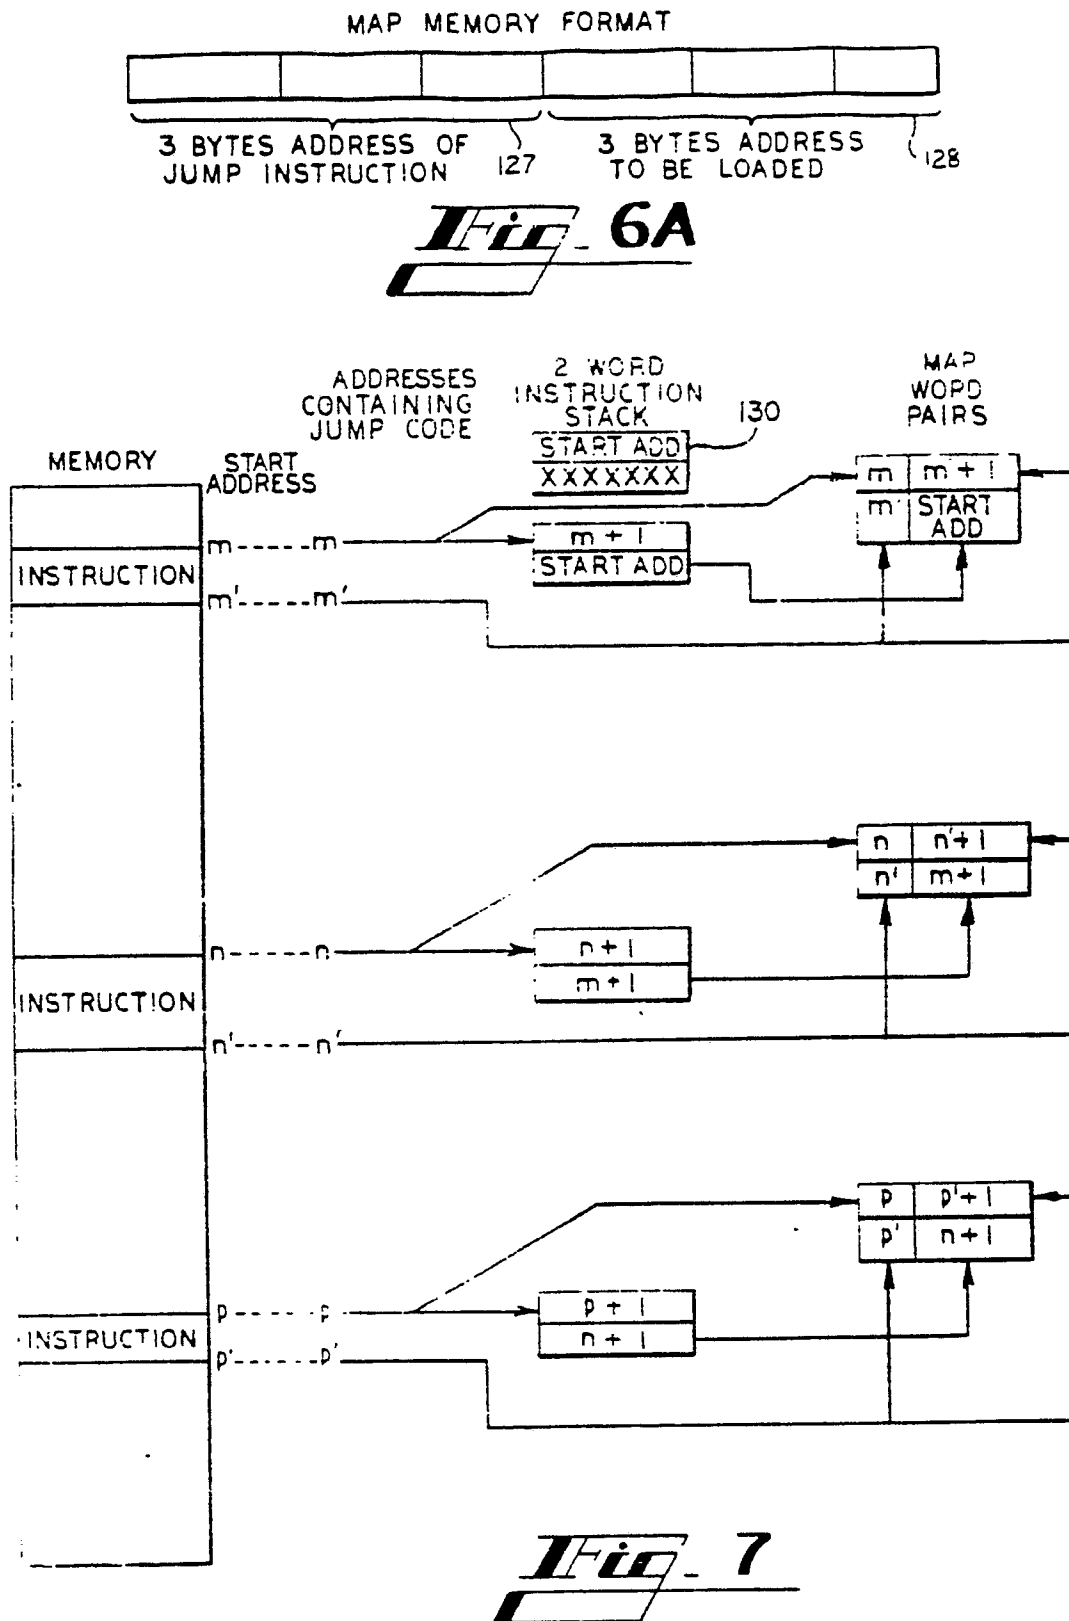 MAP MEMORY FORMAT
3 BYTES ADDRESS OF
JUMP INSTRUCTION
127
3 BYTES ADDRESS
TO BE LOADED
128
Fig. 6A
ADDRESSES
CONTAINING
JUMP CODE
2 WORD
INSTRUCTION
STACK
MAP
WORD
PAIRS
MEMORY
START
ADDRESS
START ADD
XXXXXXX
130
m m+1
m' START
ADD
m-----m
m+1
START ADD
INSTRUCTION
m'-----m'
n n'+1
n' m+1
n-----n
n+1
m+1
INSTRUCTION
n'-----n'
p p'+1
p' n+1
p-----p
p+1
n+1
INSTRUCTION
p'-----p'
Fig. 7